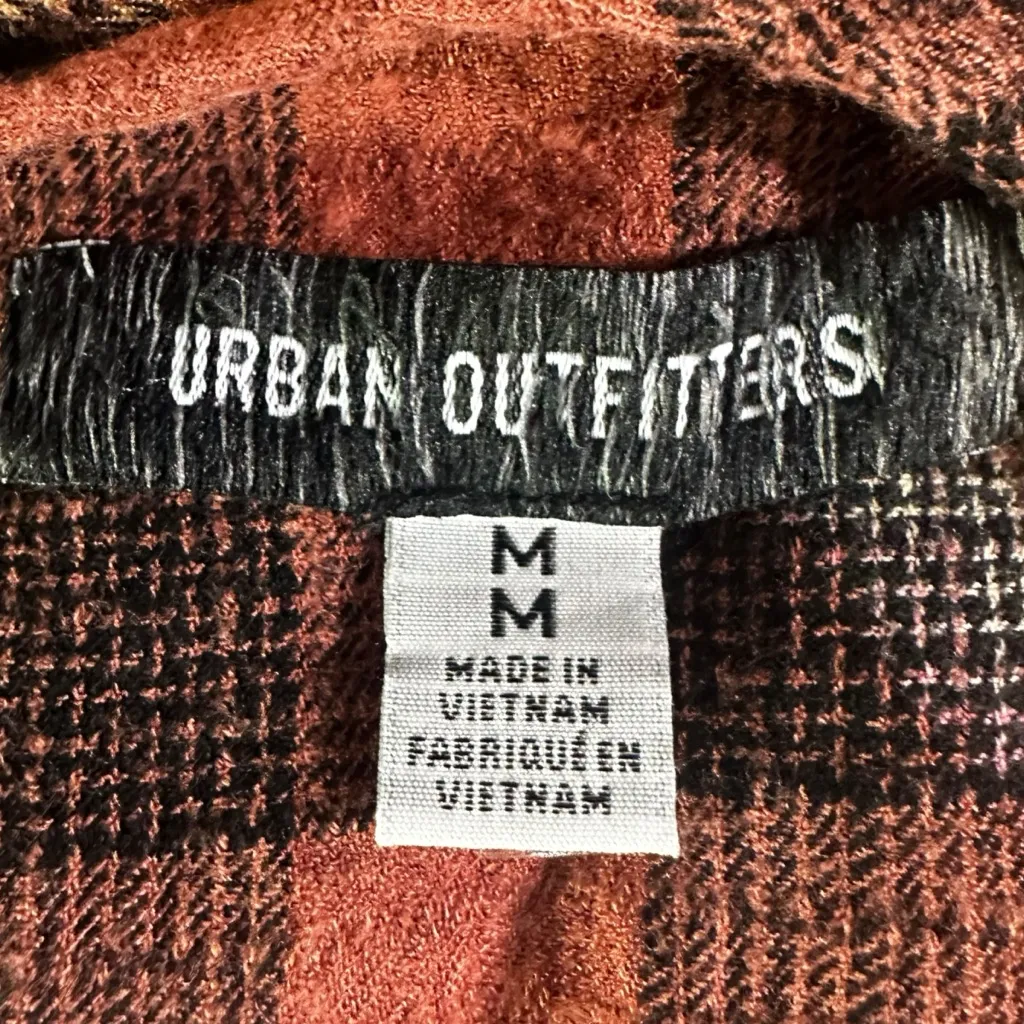 URBAN OUTFITTERS
M
M
MADE IN
VIETNAM
FABRIQUÉ EN
VIETNAM